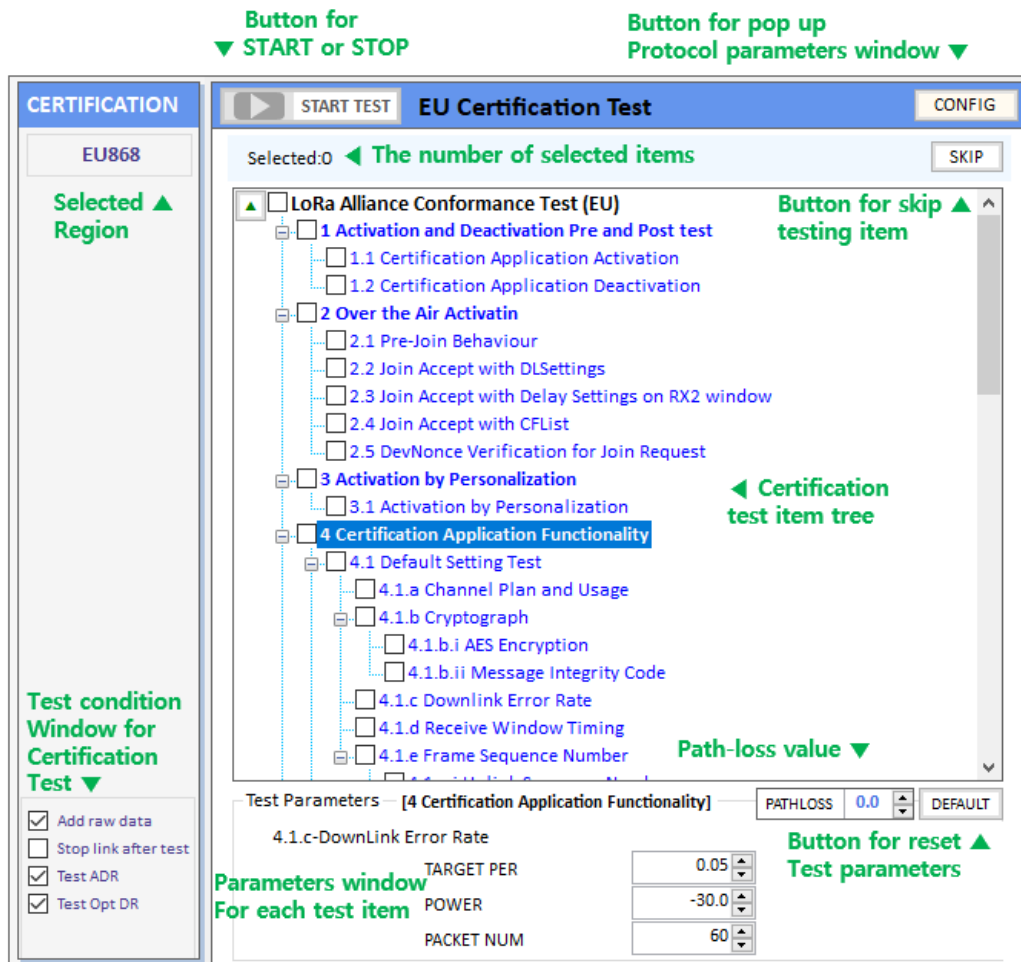 Button for
▼ START or STOP
Button for pop up
Protocol parameters window ▼
CERTIFICATION
START TEST
EU Certification Test
CONFIG
EU868
Selected:0
◀ The number of selected items
SKIP
Selected ▲
Region
LoRa Alliance Conformance Test (EU)
Button for skip ▲
testing item
1 Activation and Deactivation Pre and Post test
1.1 Certification Application Activation
1.2 Certification Application Deactivation
2 Over the Air Activatin
2.1 Pre-Join Behaviour
2.2 Join Accept with DLSettings
2.3 Join Accept with Delay Settings on RX2 window
2.4 Join Accept with CFList
2.5 DevNonce Verification for Join Request
3 Activation by Personalization
3.1 Activation by Personalization
◀ Certification
test item tree
4 Certification Application Functionality
4.1 Default Setting Test
4.1.a Channel Plan and Usage
4.1.b Cryptograph
4.1.b.i AES Encryption
4.1.b.ii Message Integrity Code
4.1.c Downlink Error Rate
4.1.d Receive Window Timing
4.1.e Frame Sequence Number
Path-loss value ▼
Test condition
Window for
Certification
Test ▼
Add raw data
Stop link after test
Test ADR
Test Opt DR
Test Parameters
[4 Certification Application Functionality]
PATHLOSS
0.0
DEFAULT
4.1.c-DownLink Error Rate
Button for reset ▲
Test parameters
TARGET PER
0.05
Parameters window
For each test item
POWER
-30.0
PACKET NUM
60